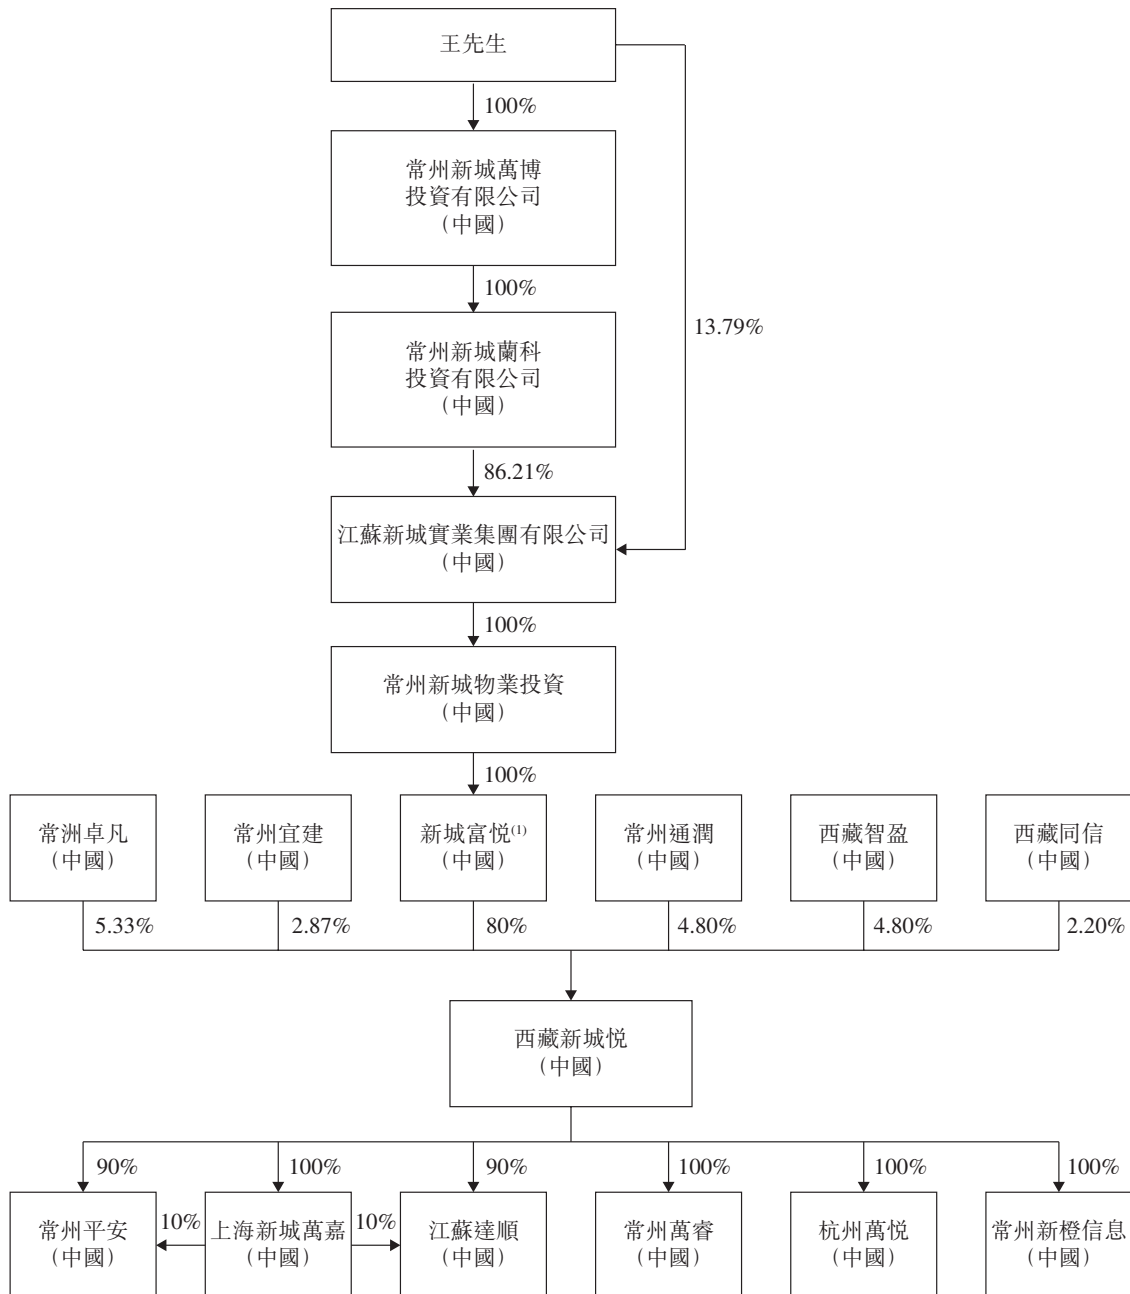 王先生
100%
常州新城萬博
投資有限公司
（中國）
100%
常州新城蘭科
投資有限公司
（中國）
13.79%
86.21%
江蘇新城實業集團有限公司
（中國）
100%
常州新城物業投資
（中國）
100%
常洲卓凡
（中國）
常州宜建
（中國）
新城富悅(1)
（中國）
常州通潤
（中國）
西藏智盈
（中國）
西藏同信
（中國）
5.33%
2.87%
80%
4.80%
4.80%
2.20%
西藏新城悅
（中國）
90%
100%
90%
100%
100%
100%
常州平安
（中國）
10%
上海新城萬嘉
（中國）
10%
江蘇達順
（中國）
常州萬睿
（中國）
杭州萬悅
（中國）
常州新橙信息
（中國）